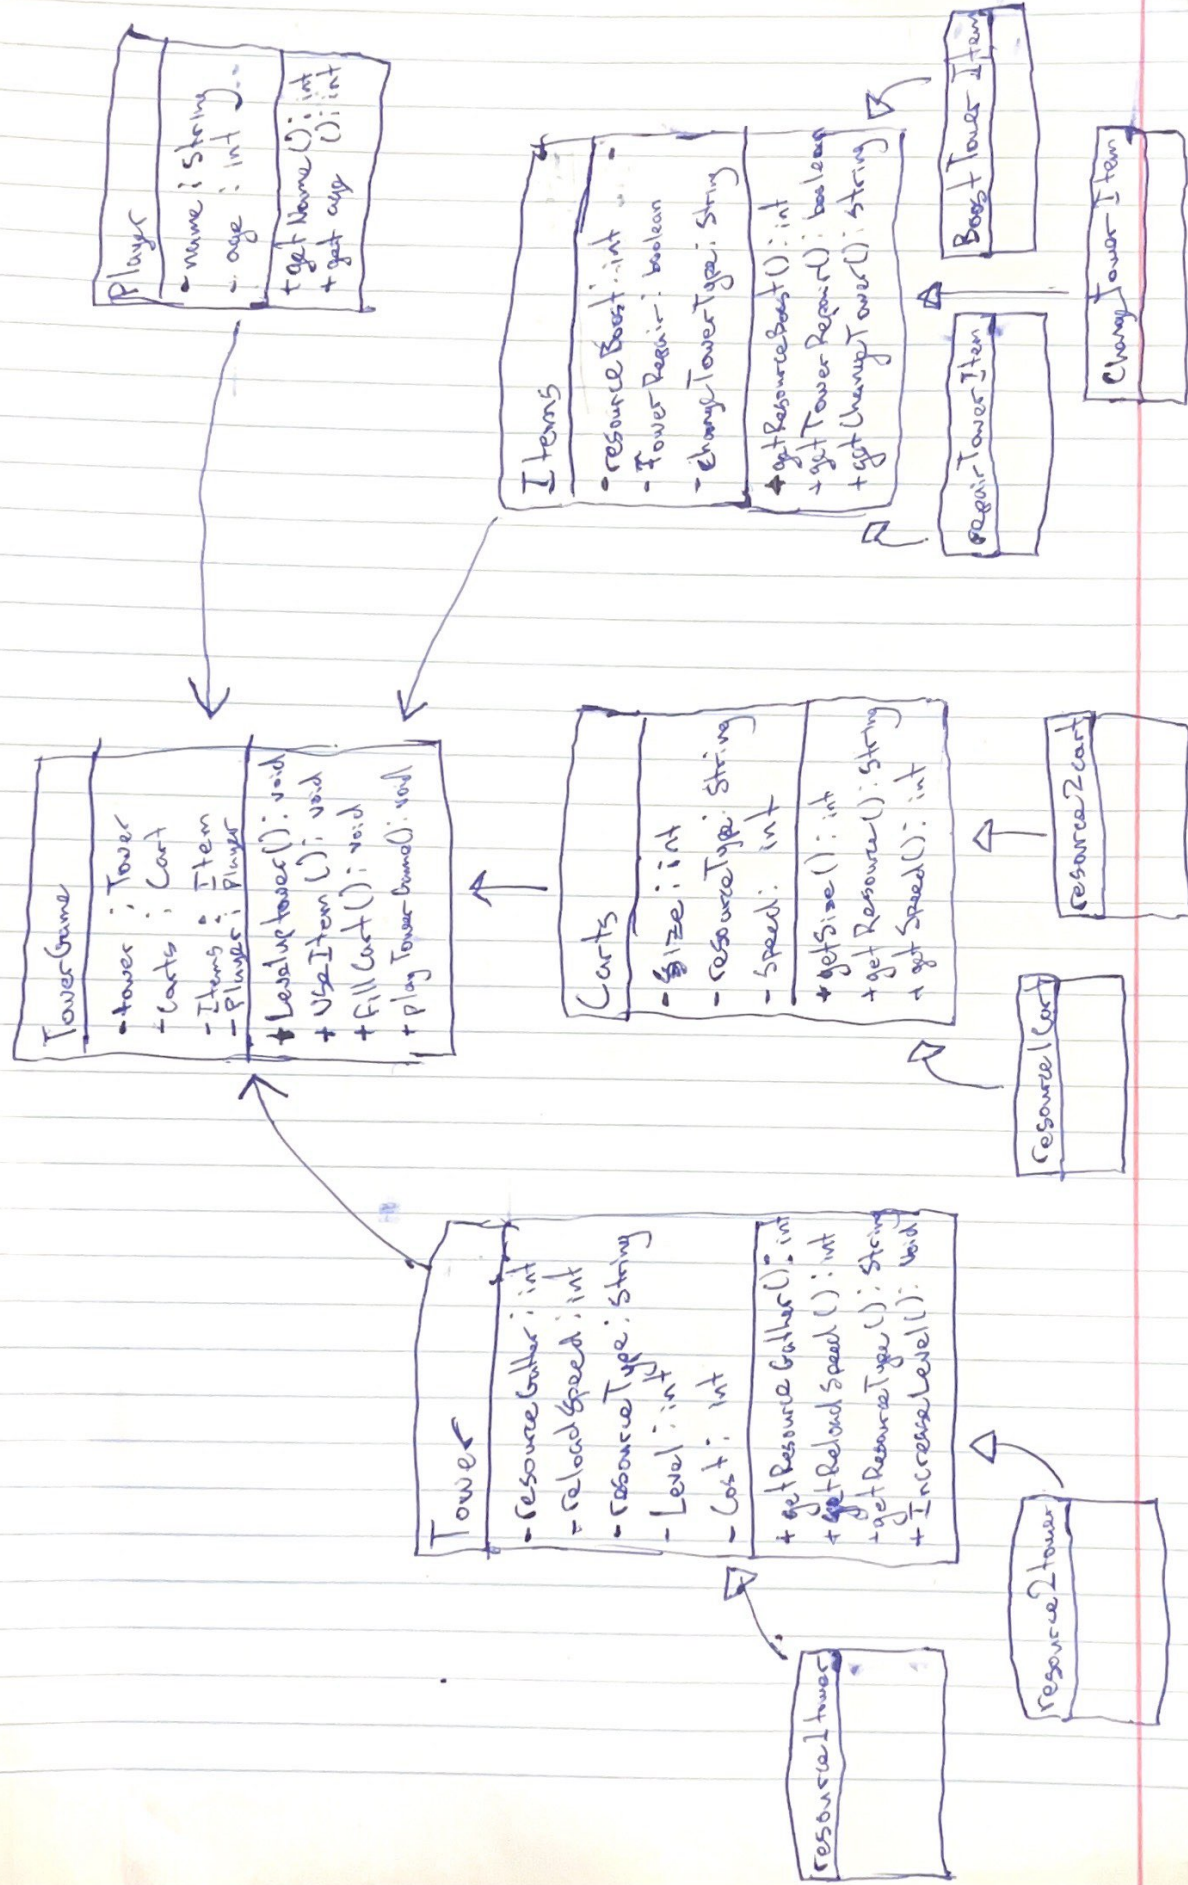 Player
- name : String
- age : int
+ getName() : int
+ get age () : int
TowerGame
- tower : Tower
- Carts : Cart
- Items : Item
- Player : Player
+ Leveluptower() : void
+ UseItem () : void
+ fillCart() : void
+ playTowerGame() : void
Items
- resourceBoost : int
- TowerRepair : boolean
- changeTowerType : String
+ getResourceBoost() : int
+ getTowerRepair() : boolean
+ getChangeTower() : String
repairTowerItem
BoostTowerItem
ChangeTowerItem
Carts
- Size : int
- resourceType : String
- Speed : int
+ getSize() : int
+ getResource() : String
+ getSpeed() : int
resource1Cart
resource2cart
Tower
- resourceGather : int
- reloadSpeed : int
- resourceType : String
- Level : int
- Cost : int
+ getResourceGather() : int
+ getReloadSpeed() : int
+ getResourceType() : String
+ IncreaseLevel() : void
resource1tower
resource2tower